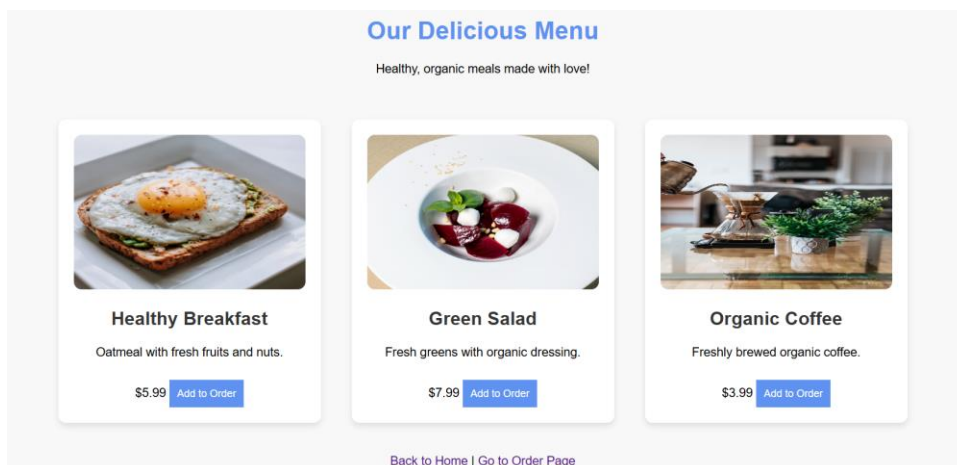 Our Delicious Menu
Healthy, organic meals made with love!
Healthy Breakfast
Oatmeal with fresh fruits and nuts.
$5.99 Add to Order
Green Salad
Fresh greens with organic dressing.
$7.99 Add to Order
Organic Coffee
Freshly brewed organic coffee.
$3.99 Add to Order
Back to Home | Go to Order Page